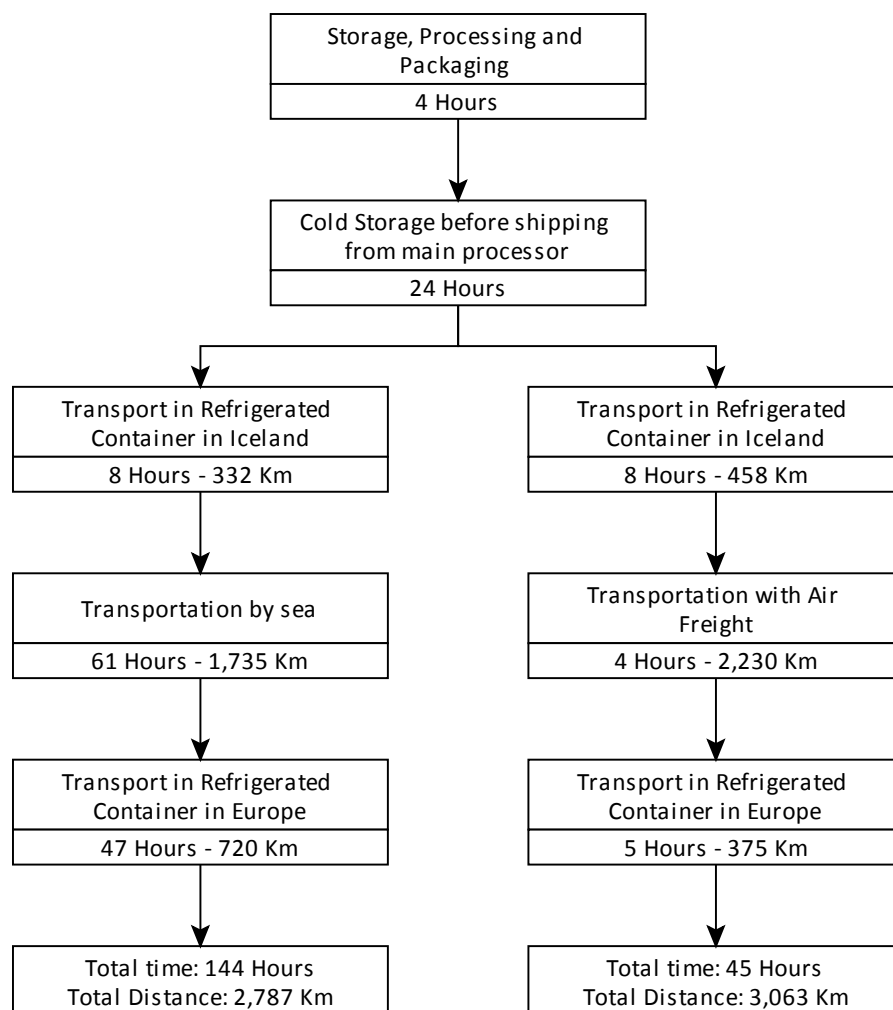 Storage, Processing and
Packaging
4 Hours
Cold Storage before shipping
from main processor
24 Hours
Transport in Refrigerated
Container in Iceland
8 Hours - 332 Km
Transport in Refrigerated
Container in Iceland
8 Hours - 458 Km
Transportation by sea
61 Hours - 1,735 Km
Transportation with Air
Freight
4 Hours - 2,230 Km
Transport in Refrigerated
Container in Europe
47 Hours - 720 Km
Transport in Refrigerated
Container in Europe
5 Hours - 375 Km
Total time: 144 Hours
Total Distance: 2,787 Km
Total time: 45 Hours
Total Distance: 3,063 Km